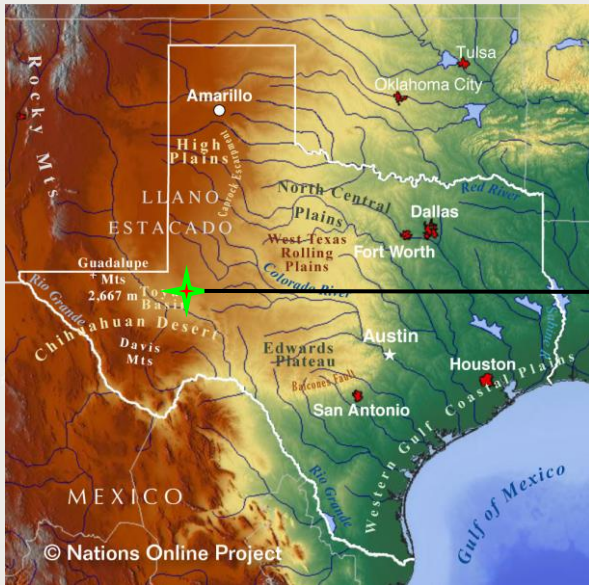 Tulsa
Oklahoma City
Rocky Mts
Amarillo
High
Plains
Caprock Escarpment
LLANO
ESTACADO
North Central
Plains
Red River
Dallas
Fort Worth
West Texas
Rolling
Plains
Guadalupe
Mts
2,667 m
Rio Grande
Basin
Colorado River
Chihuahuan Desert
Davis
Mts
Edwards
Plateau
Balcones Fault
Austin
Houston
San Antonio
Western Gulf Coastal Plains
Rio Grande
MEXICO
Gulf of Mexico
© Nations Online Project